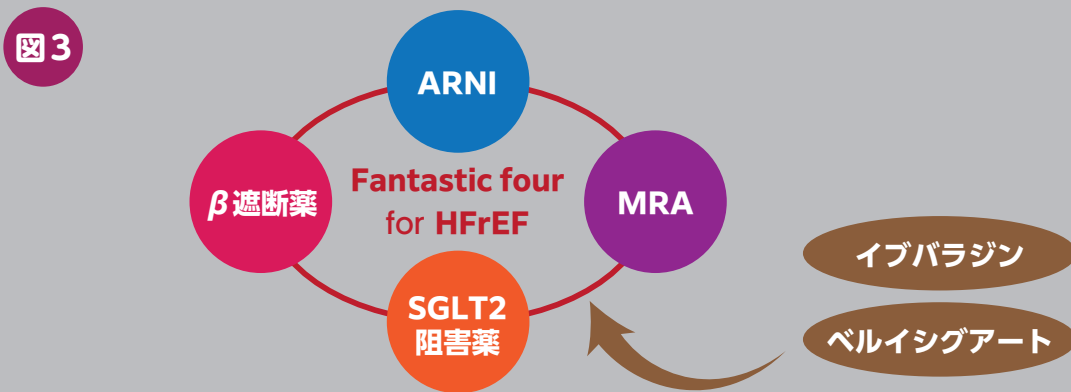 図3
ARNI
β遮断薬
Fantastic four
for HFrEF
MRA
SGLT2
阻害薬
イブバラジン
ベルイシグアート